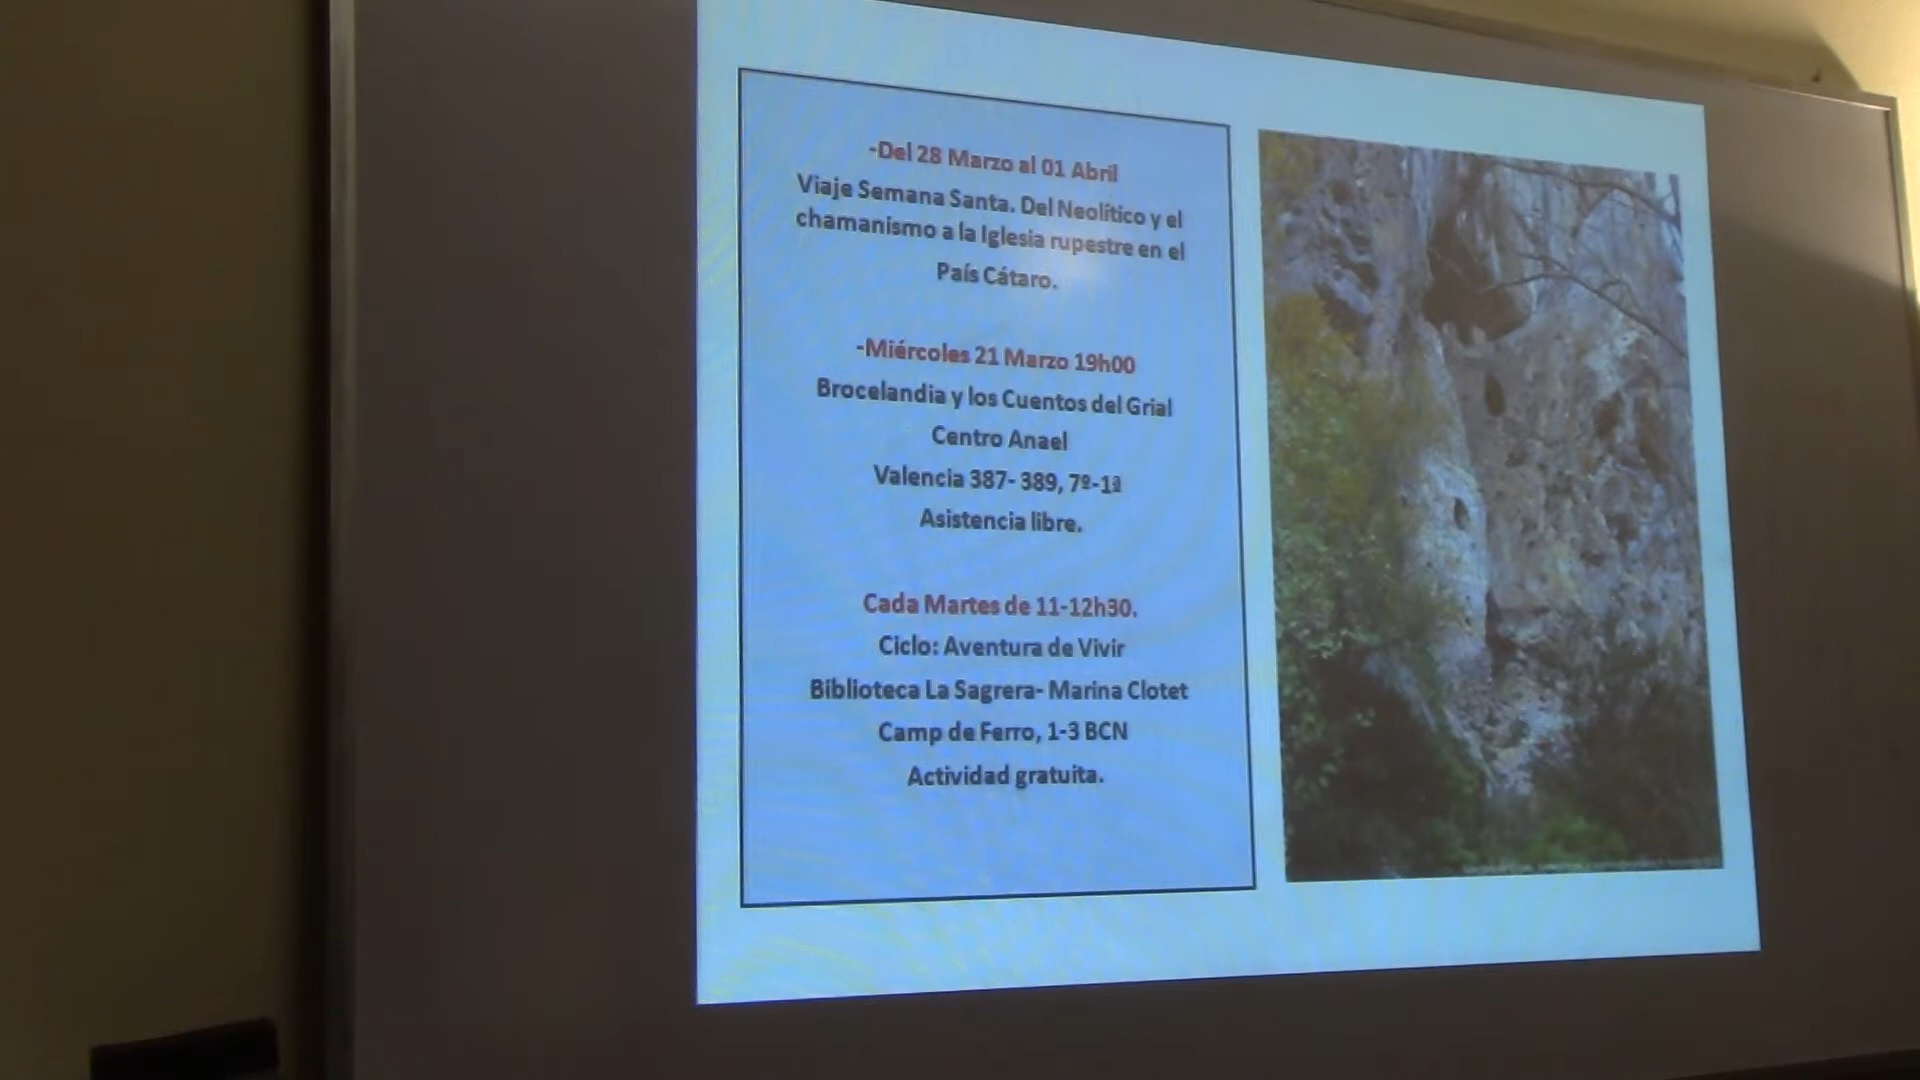 -Del 28 Marzo al 01 Abril
Viaje Semana Santa. Del Neolítico y el
chamanismo a la Iglesia rupestre en el
País Cátaro.
-Miércoles 21 Marzo 19h00
Brocelandia y los Cuentos del Grial
Centro Anael
Valencia 387- 389, 7º-1ª
Asistencia libre.
Cada Martes de 11-12h30.
Ciclo: Aventura de Vivir
Biblioteca La Sagrera- Marina Clotet
Camp de Ferro, 1-3 BCN
Actividad gratuita.